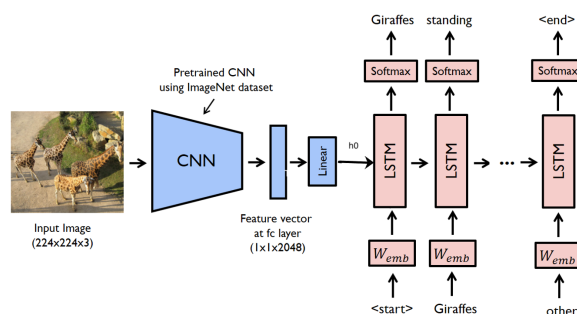 Giraffes standing <end>
Softmax Softmax Softmax
Pretrained CNN
using ImageNet dataset
CNN
Linear
h0
LSTM LSTM ... LSTM
Input Image
(224x224x3)
Feature vector
at fc layer
(1x1x2048)
Wemb Wemb Wemb
<start> Giraffes other